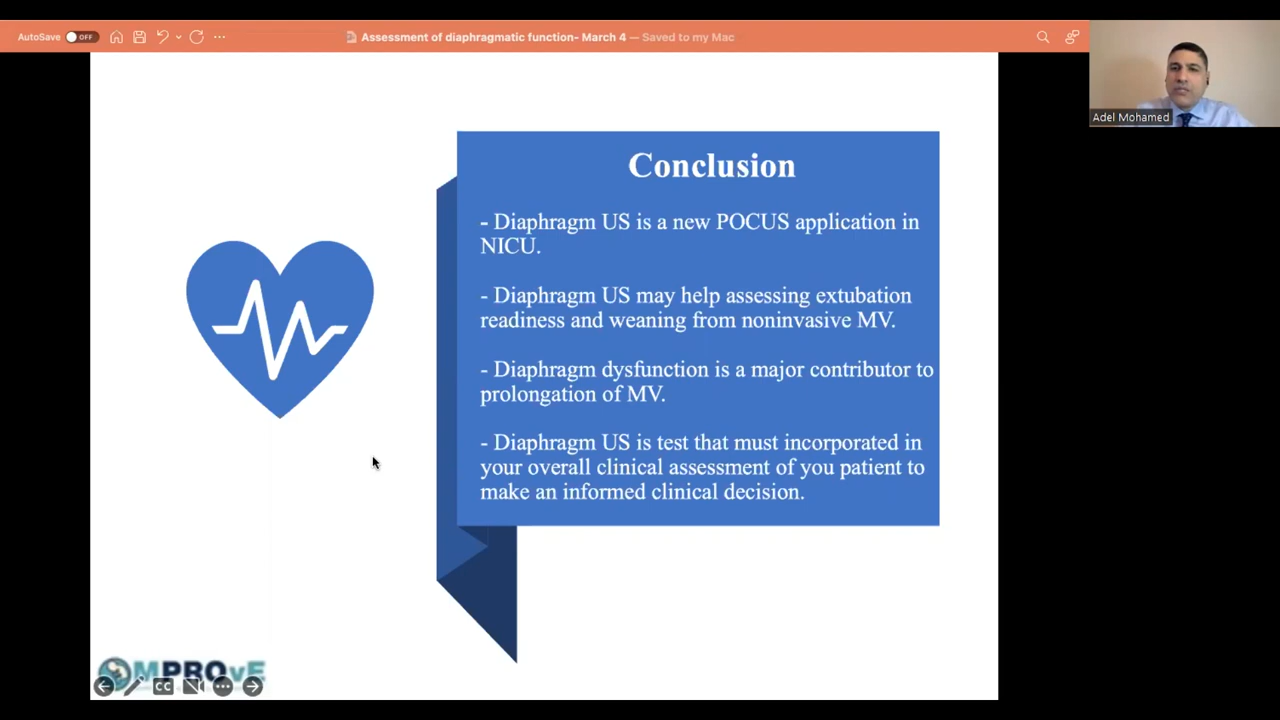 AutoSave OFF
Assessment of diaphragmatic function- March 4 — Saved to my Mac
Adel Mohamed
Conclusion
- Diaphragm US is a new POCUS application in
NICU.
- Diaphragm US may help assessing extubation
readiness and weaning from noninvasive MV.
- Diaphragm dysfunction is a major contributor to
prolongation of MV.
- Diaphragm US is test that must incorporated in
your overall clinical assessment of you patient to
make an informed clinical decision.
CC